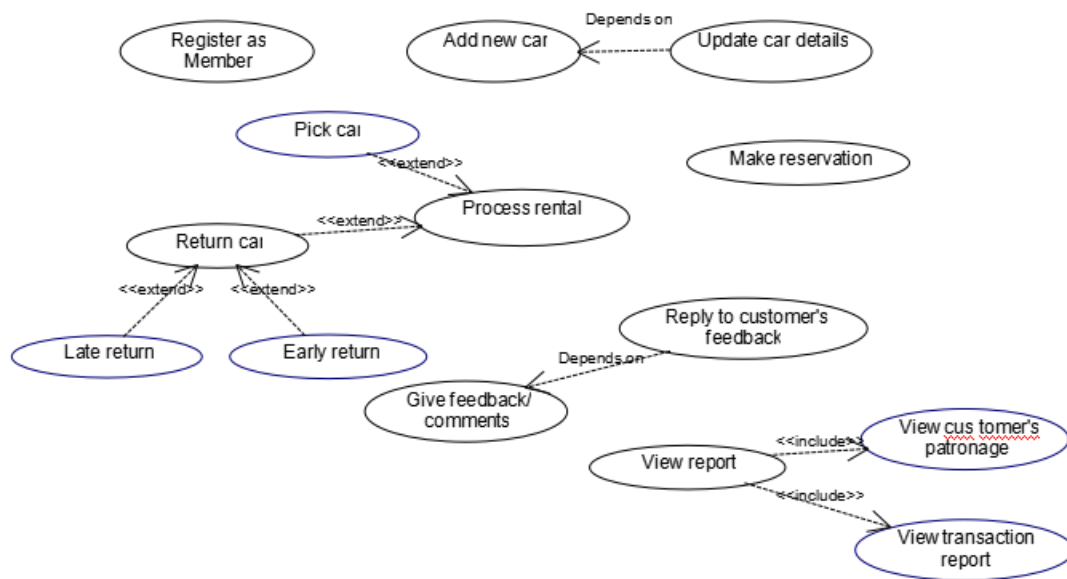 Depends on
Register as
Member
Add new car
Update car details
Pick car
<<extend>>
Make reservation
Process rental
<<extend>>
Return car
<<extend>>
<<extend>>
Reply to customer's
feedback
Late return
Early return
Depends on
Give feedback/
comments
View cus tomer's
patronage
<<include>>
View report
<<include>>
View transaction
report